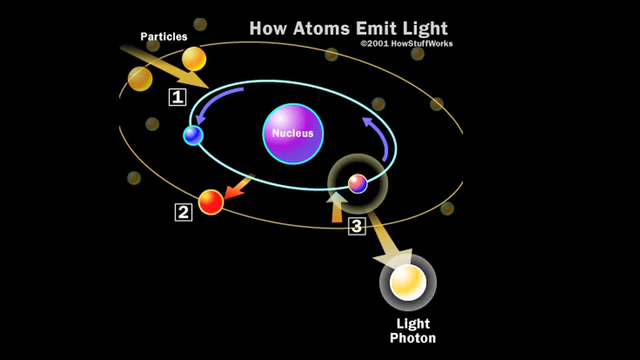 How Atoms Emit Light
©2001 HowStuffWorks
Particles
1
Nucleus
2
3
Light
Photon